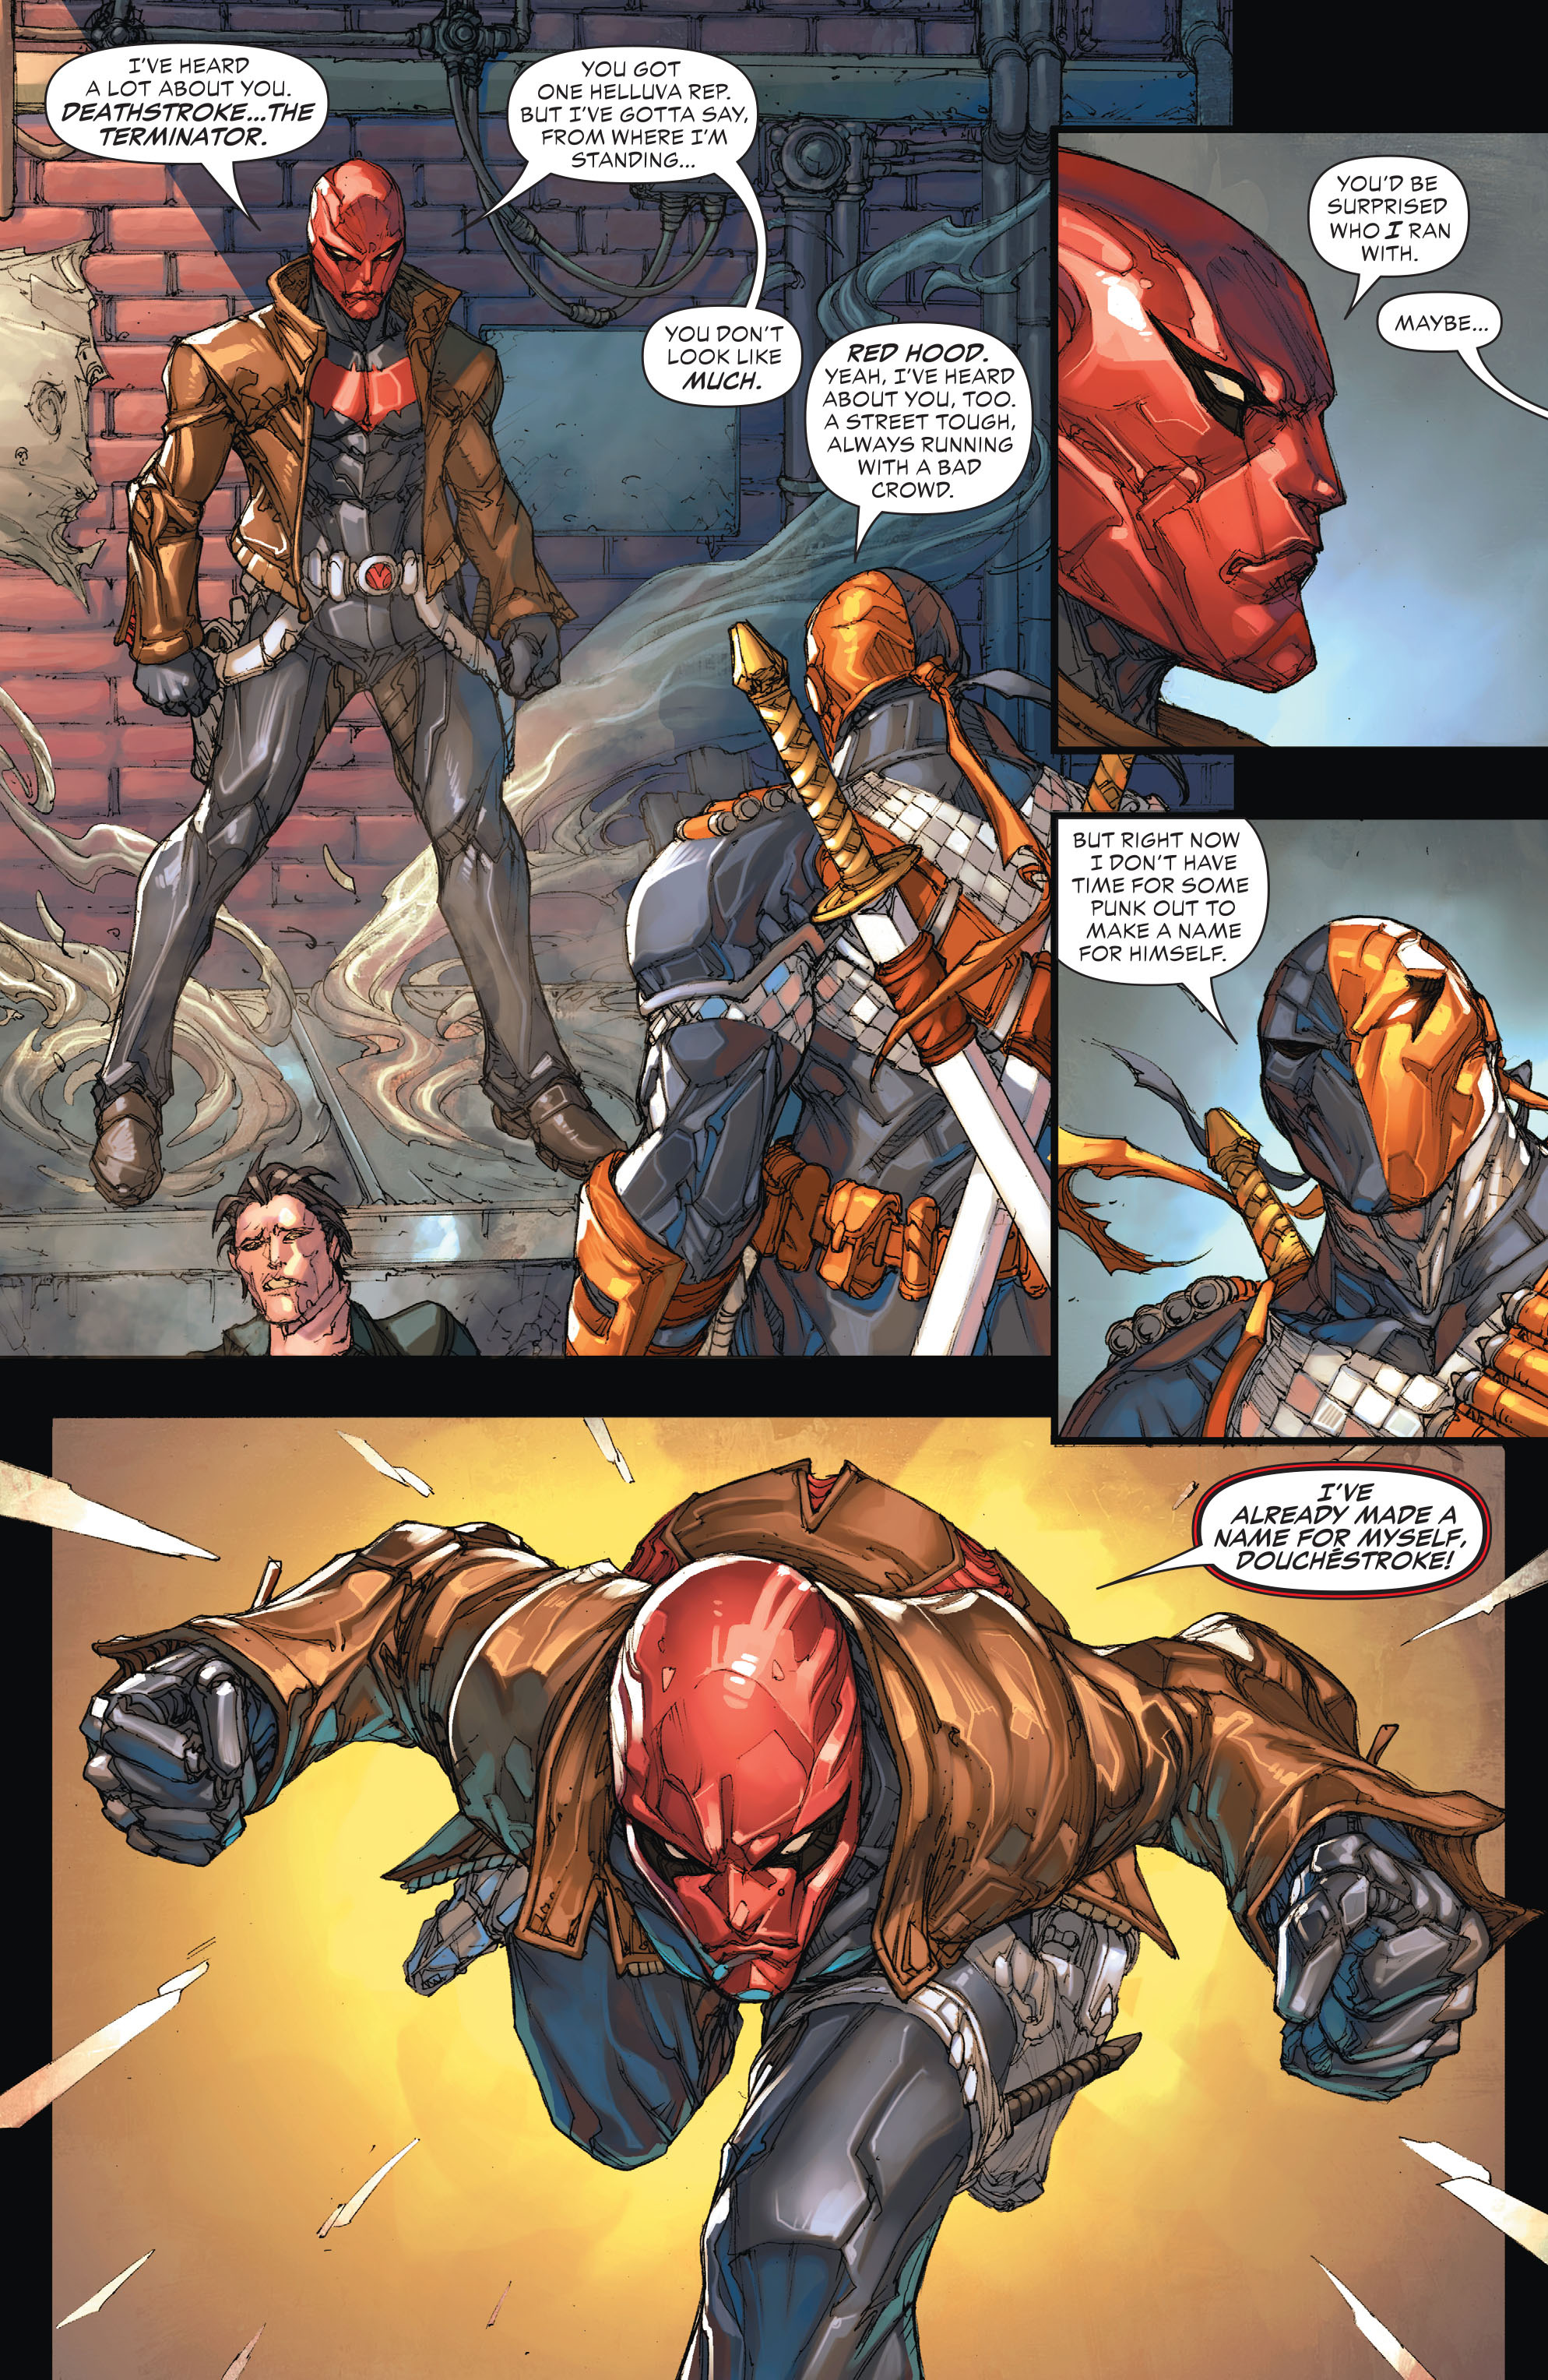 I'VE HEARD
A LOT ABOUT YOU.
DEATHSTROKE...THE
TERMINATOR.
YOU GOT
ONE HELLUVA REP.
BUT I'VE GOTTA SAY,
FROM WHERE I'M
STANDING...
YOU DON'T
LOOK LIKE
MUCH.
RED HOOD.
YEAH, I'VE HEARD
ABOUT YOU, TOO.
A STREET TOUGH,
ALWAYS RUNNING
WITH A BAD
CROWD.
YOU'D BE
SURPRISED
WHO I RAN
WITH.
MAYBE...
BUT RIGHT NOW
I DON'T HAVE
TIME FOR SOME
PUNK OUT TO
MAKE A NAME
FOR HIMSELF.
I'VE
ALREADY MADE A
NAME FOR MYSELF,
DOUCHÉSTROKE!